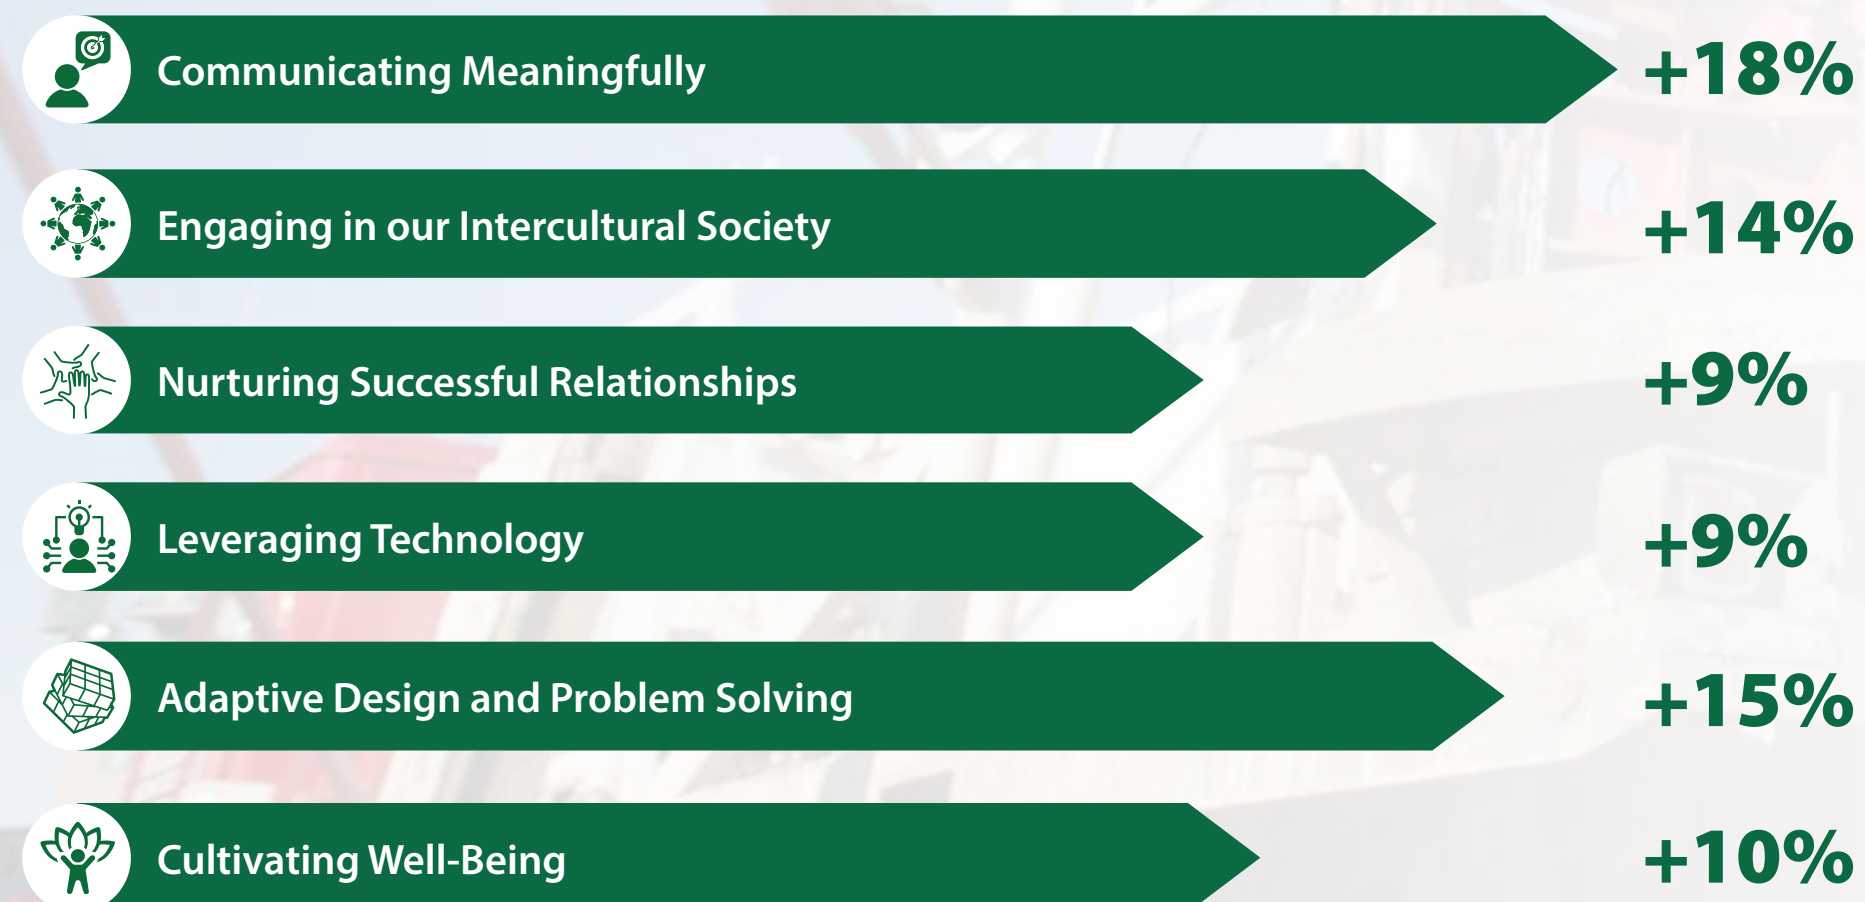 Communicating Meaningfully +18%
Engaging in our Intercultural Society +14%
Nurturing Successful Relationships +9%
Leveraging Technology +9%
Adaptive Design and Problem Solving +15%
Cultivating Well-Being +10%